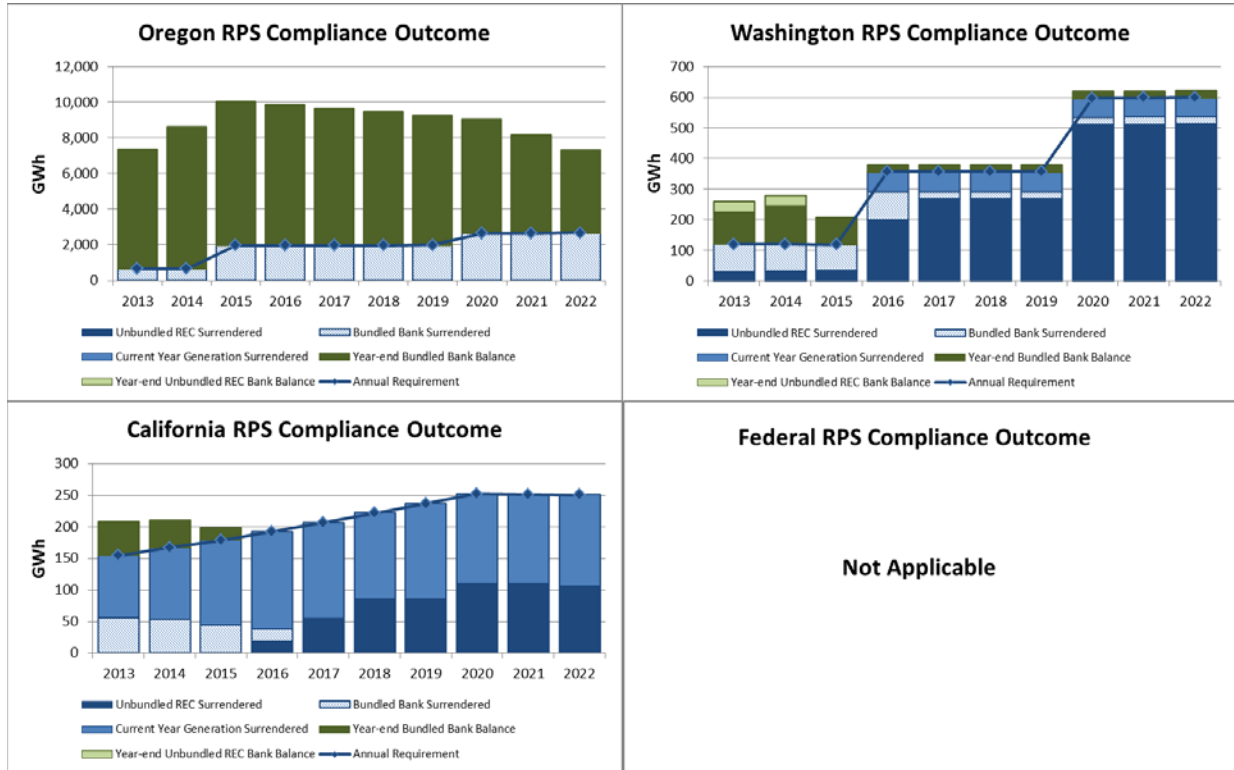 Oregon RPS Compliance Outcome
12,000
10,000
8,000
6,000
4,000
2,000
0
GWh
2013 2014 2015 2016 2017 2018 2019 2020 2021 2022
Unbundled REC Surrendered Bundled Bank Surrendered
Current Year Generation Surrendered Year-end Bundled Bank Balance
Year-end Unbundled REC Bank Balance Annual Requirement
Washington RPS Compliance Outcome
700
600
500
400
300
200
100
0
GWh
2013 2014 2015 2016 2017 2018 2019 2020 2021 2022
Unbundled REC Surrendered Bundled Bank Surrendered
Current Year Generation Surrendered Year-end Bundled Bank Balance
Year-end Unbundled REC Bank Balance Annual Requirement
California RPS Compliance Outcome
300
250
200
150
100
50
0
GWh
2013 2014 2015 2016 2017 2018 2019 2020 2021 2022
Unbundled REC Surrendered Bundled Bank Surrendered
Current Year Generation Surrendered Year-end Bundled Bank Balance
Year-end Unbundled REC Bank Balance Annual Requirement
Federal RPS Compliance Outcome
Not Applicable